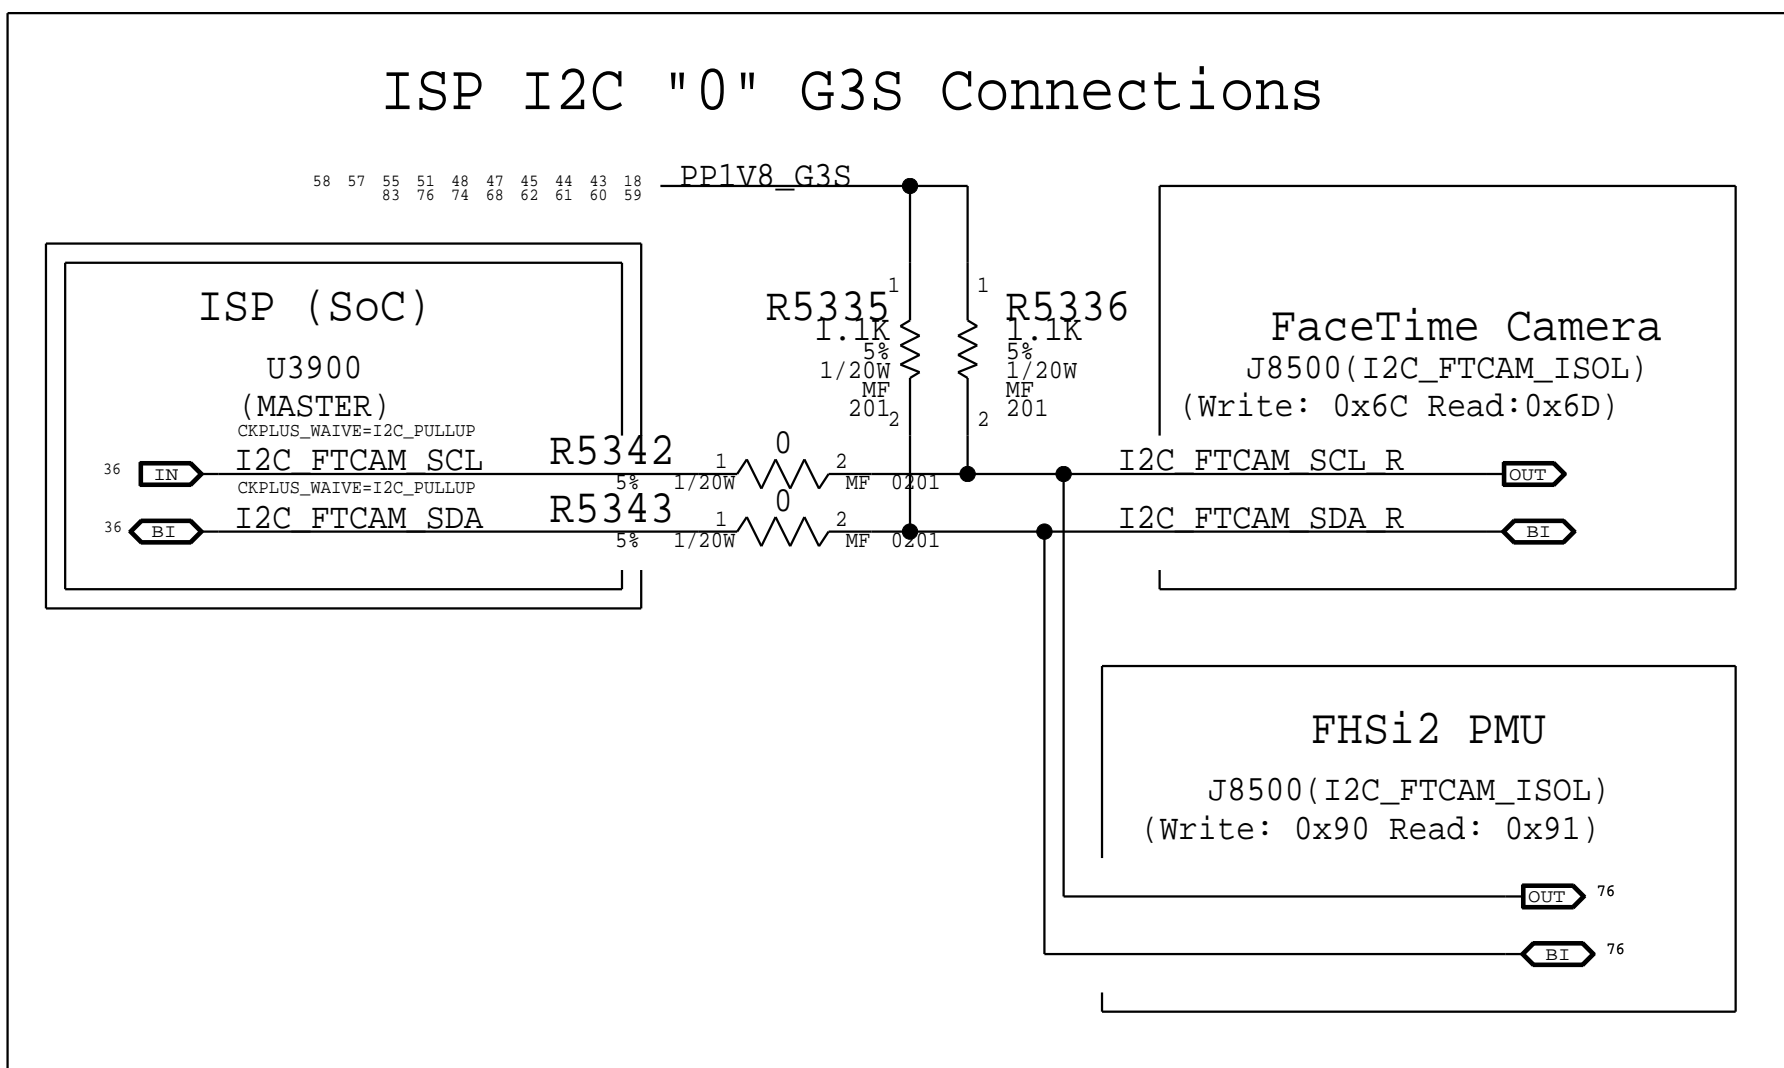 ISP I2C "0" G3S Connections
PP1V8_G3S
58 57 55 51 48 47 45 44 43 18
83 76 74 68 62 61 60 59
ISP (SoC)
U3900
(MASTER)
CKPLUS_WAIVE=I2C_PULLUP
36 IN I2C_FTCAM_SCL
CKPLUS_WAIVE=I2C_PULLUP
36 BI I2C_FTCAM_SDA
R5335
1.1K
5%
1/20W
MF
201
1
2
R5336
1.1K
5%
1/20W
MF
201
1
2
R5342
0
1 2
5% 1/20W MF 0201
R5343
0
1 2
5% 1/20W MF 0201
FaceTime Camera
J8500(I2C_FTCAM_ISOL)
(Write: 0x6C Read:0x6D)
I2C_FTCAM_SCL_R OUT
I2C_FTCAM_SDA_R BI
FHSi2 PMU
J8500(I2C_FTCAM_ISOL)
(Write: 0x90 Read: 0x91)
OUT 76
BI 76